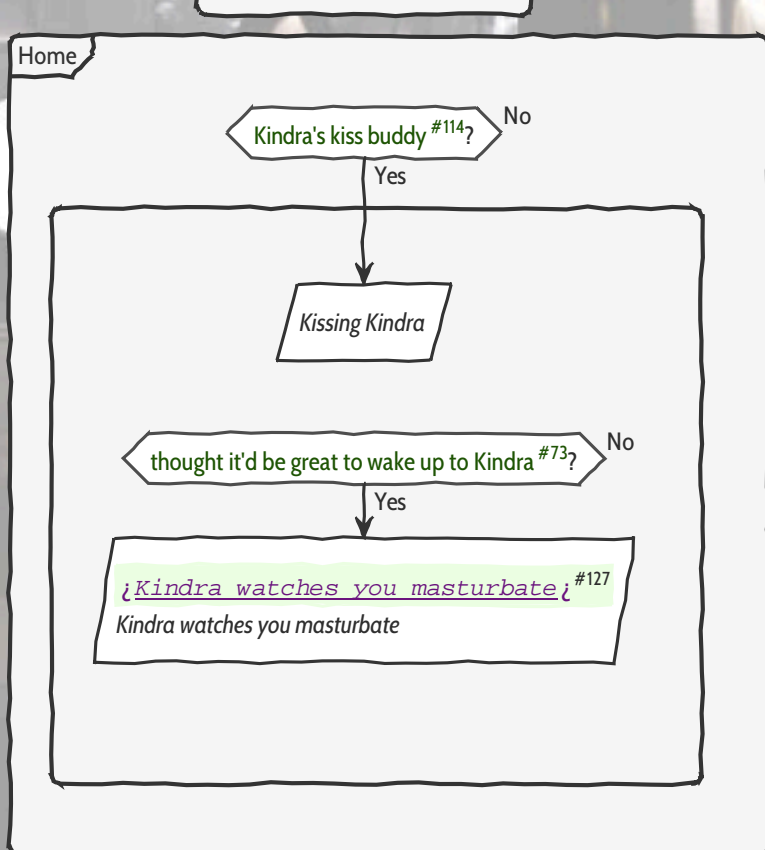 Home
Kindra's kiss buddy #114?
No
Yes
Kissing Kindra
thought it'd be great to wake up to Kindra #73?
No
Yes
¿Kindra watches you masturbate¿ #127
Kindra watches you masturbate